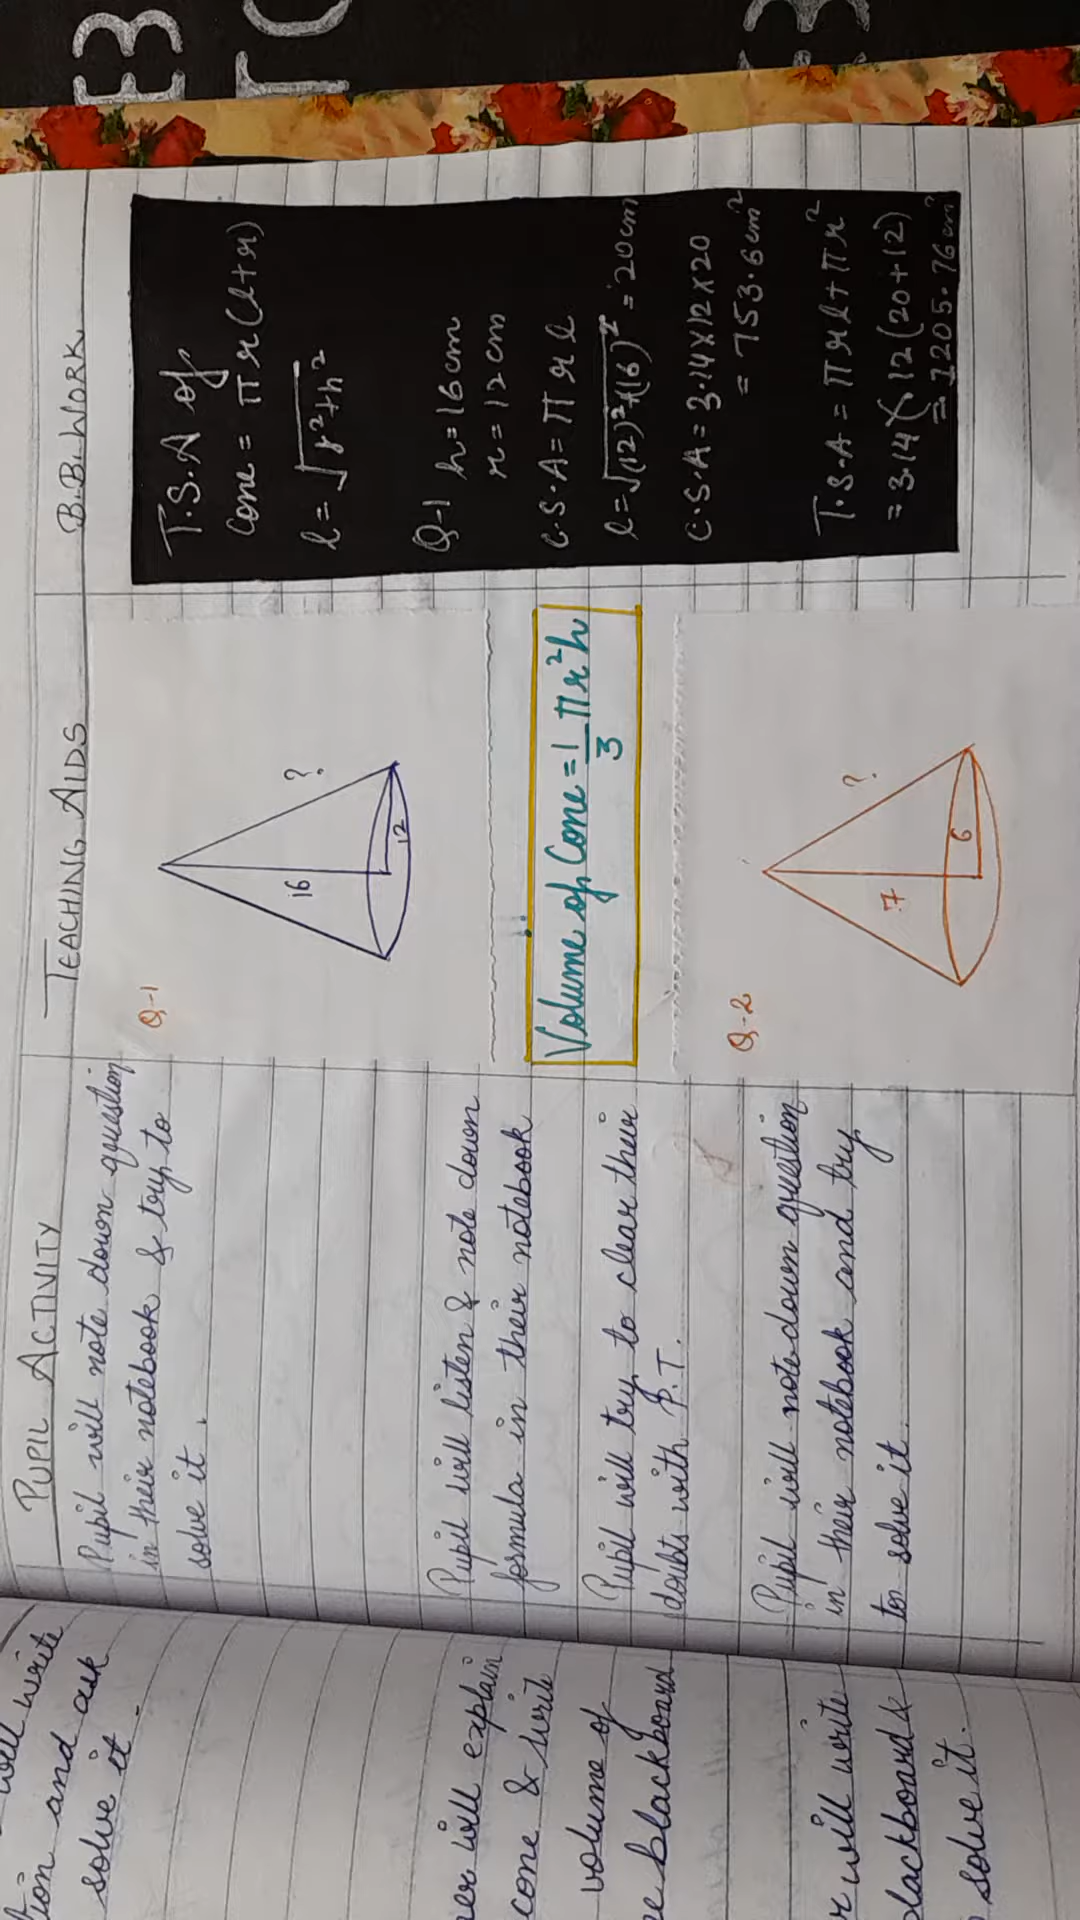 PUPIL ACTIVITY
Pupil will note down question
in their notebook & try to
solve it.
Pupil will listen & note down
formula in their notebook
Pupil will try to clear their
doubts with P.T.
Pupil will note down question
in their notebook and try
to solve it.
TEACHING AIDS
Q-1
16
12
?
Volume of Cone = 1/3 πr²h
Q-2
7
6
?
B.B. WORK
T.S.A of
Cone = πr(l+r)
l = √r²+h²
Q-1 h=16cm
r=12cm
C.S.A = πrl
l = √(12)²+(16)² = 20cm
C.S.A = 3.14×12×20
= 753.6cm²
T.S.A = πrl+πr²
= 3.14×12(20+12)
= 1205.76cm²
will write
and ask
solve it.
will explain
cone & write
volume of
blackboard
will write
blackboard &
solve it.